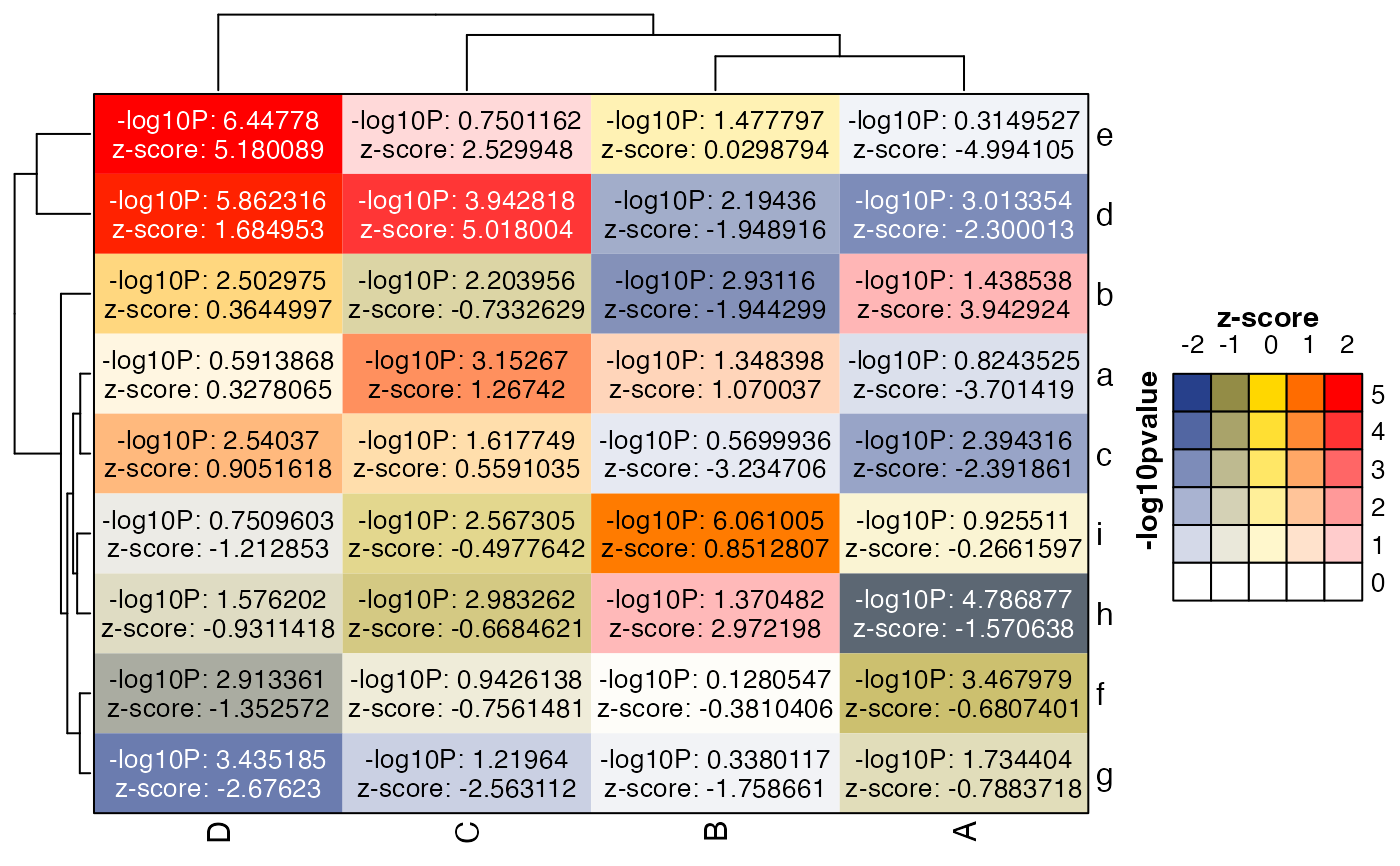 -log10P: 6.44778 -log10P: 0.7501162 -log10P: 1.477797 -log10P: 0.3149527
z-score: 5.180089 z-score: 2.529948 z-score: 0.0298794 z-score: -4.994105
e
-log10P: 5.862316 -log10P: 3.942818 -log10P: 2.19436 -log10P: 3.013354
z-score: 1.684953 z-score: 5.018004 z-score: -1.948916 z-score: -2.300013
d
-log10P: 2.502975 -log10P: 2.203956 -log10P: 2.93116 -log10P: 1.438538
z-score: 0.3644997 z-score: -0.7332629 z-score: -1.944299 z-score: 3.942924
b
-log10P: 0.5913868 -log10P: 3.15267 -log10P: 1.348398 -log10P: 0.8243525
z-score: 0.3278065 z-score: 1.26742 z-score: 1.070037 z-score: -3.701419
a
-log10P: 2.54037 -log10P: 1.617749 -log10P: 0.5699936 -log10P: 2.394316
z-score: 0.9051618 z-score: 0.5591035 z-score: -3.234706 z-score: -2.391861
c
-log10P: 0.7509603 -log10P: 2.567305 -log10P: 6.061005 -log10P: 0.925511
z-score: -1.212853 z-score: -0.4977642 z-score: 0.8512807 z-score: -0.2661597
i
-log10P: 1.576202 -log10P: 2.983262 -log10P: 1.370482 -log10P: 4.786877
z-score: -0.9311418 z-score: -0.6684621 z-score: 2.972198 z-score: -1.570638
h
-log10P: 2.913361 -log10P: 0.9426138 -log10P: 0.1280547 -log10P: 3.467979
z-score: -1.352572 z-score: -0.7561481 z-score: -0.3810406 z-score: -0.6807401
f
-log10P: 3.435185 -log10P: 1.21964 -log10P: 0.3380117 -log10P: 1.734404
z-score: -2.67623 z-score: -2.563112 z-score: -1.758661 z-score: -0.7883718
g
D C B A
z-score
-2 -1 0 1 2
-log10pvalue
5
4
3
2
1
0